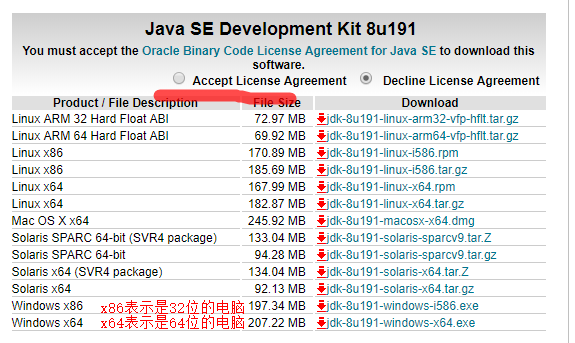 Java SE Development Kit 8u191
You must accept the Oracle Binary Code License Agreement for Java SE to download this
software.
Accept License Agreement Decline License Agreement
Product / File Description File Size Download
Linux ARM 32 Hard Float ABI 72.97 MB jdk-8u191-linux-arm32-vfp-hflt.tar.gz
Linux ARM 64 Hard Float ABI 69.92 MB jdk-8u191-linux-arm64-vfp-hflt.tar.gz
Linux x86 170.89 MB jdk-8u191-linux-i586.rpm
Linux x86 185.69 MB jdk-8u191-linux-i586.tar.gz
Linux x64 167.99 MB jdk-8u191-linux-x64.rpm
Linux x64 182.87 MB jdk-8u191-linux-x64.tar.gz
Mac OS X x64 245.92 MB jdk-8u191-macosx-x64.dmg
Solaris SPARC 64-bit (SVR4 package) 133.04 MB jdk-8u191-solaris-sparcv9.tar.Z
Solaris SPARC 64-bit 94.28 MB jdk-8u191-solaris-sparcv9.tar.gz
Solaris x64 (SVR4 package) 134.04 MB jdk-8u191-solaris-x64.tar.Z
Solaris x64 92.13 MB jdk-8u191-solaris-x64.tar.gz
Windows x86 x86表示是32位的电脑 197.34 MB jdk-8u191-windows-i586.exe
Windows x64 x64表示是64位的电脑 207.22 MB jdk-8u191-windows-x64.exe